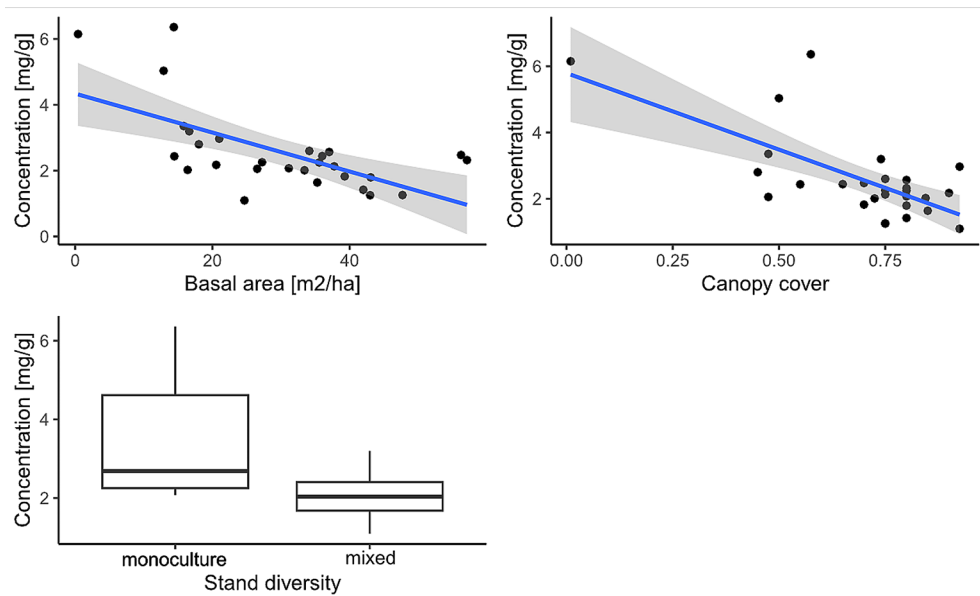 Concentration [mg/g]
6
4
2
0
0
20
40
Basal area [m2/ha]
Concentration [mg/g]
6
4
2
0.00
0.25
0.50
0.75
Canopy cover
Concentration [mg/g]
6
4
2
monoculture
mixed
Stand diversity